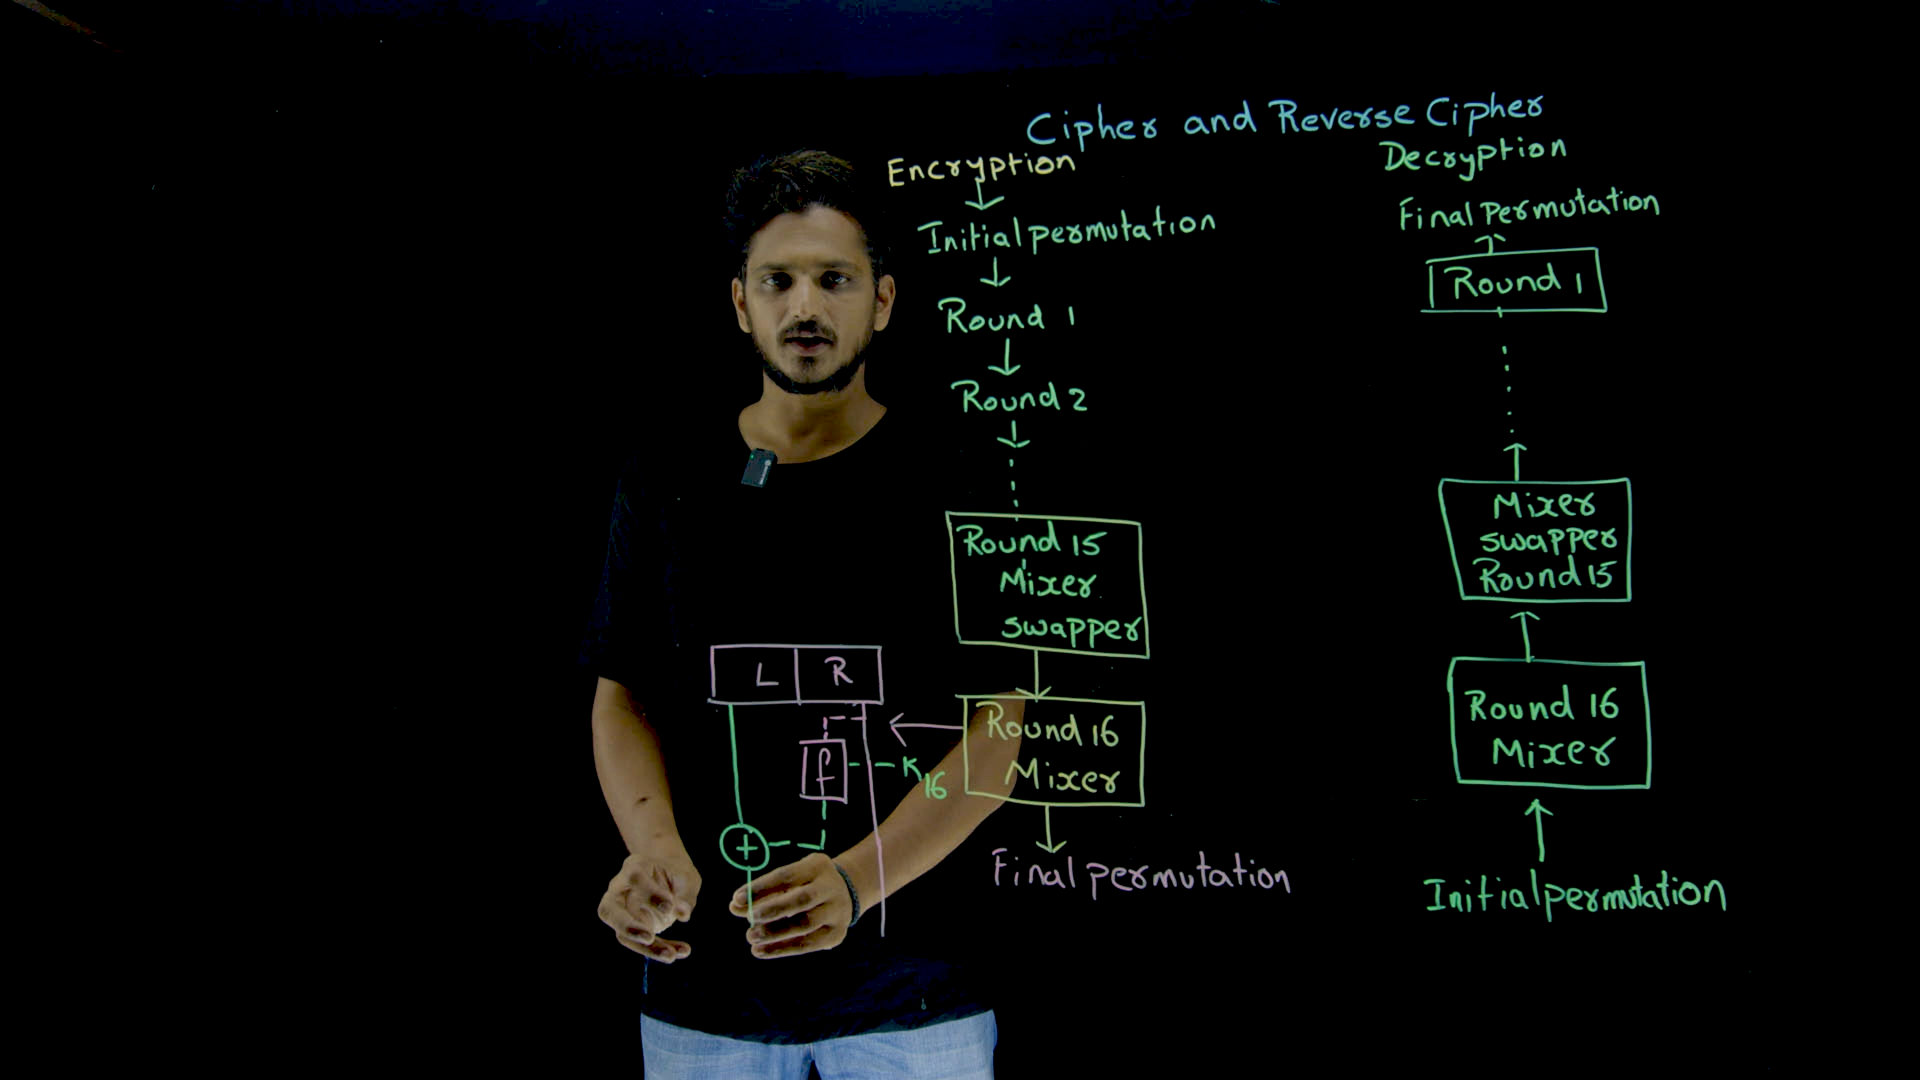 Cipher and Reverse Cipher
Encryption
Initial permutation
Round 1
Round 2
Round 15
Mixer
swapper
Round 16
Mixer
Final permutation
L R
f
K16
+
Decryption
Final Permutation
Round 1
Mixer
swapper
Round 15
Round 16
Mixer
Initial permutation